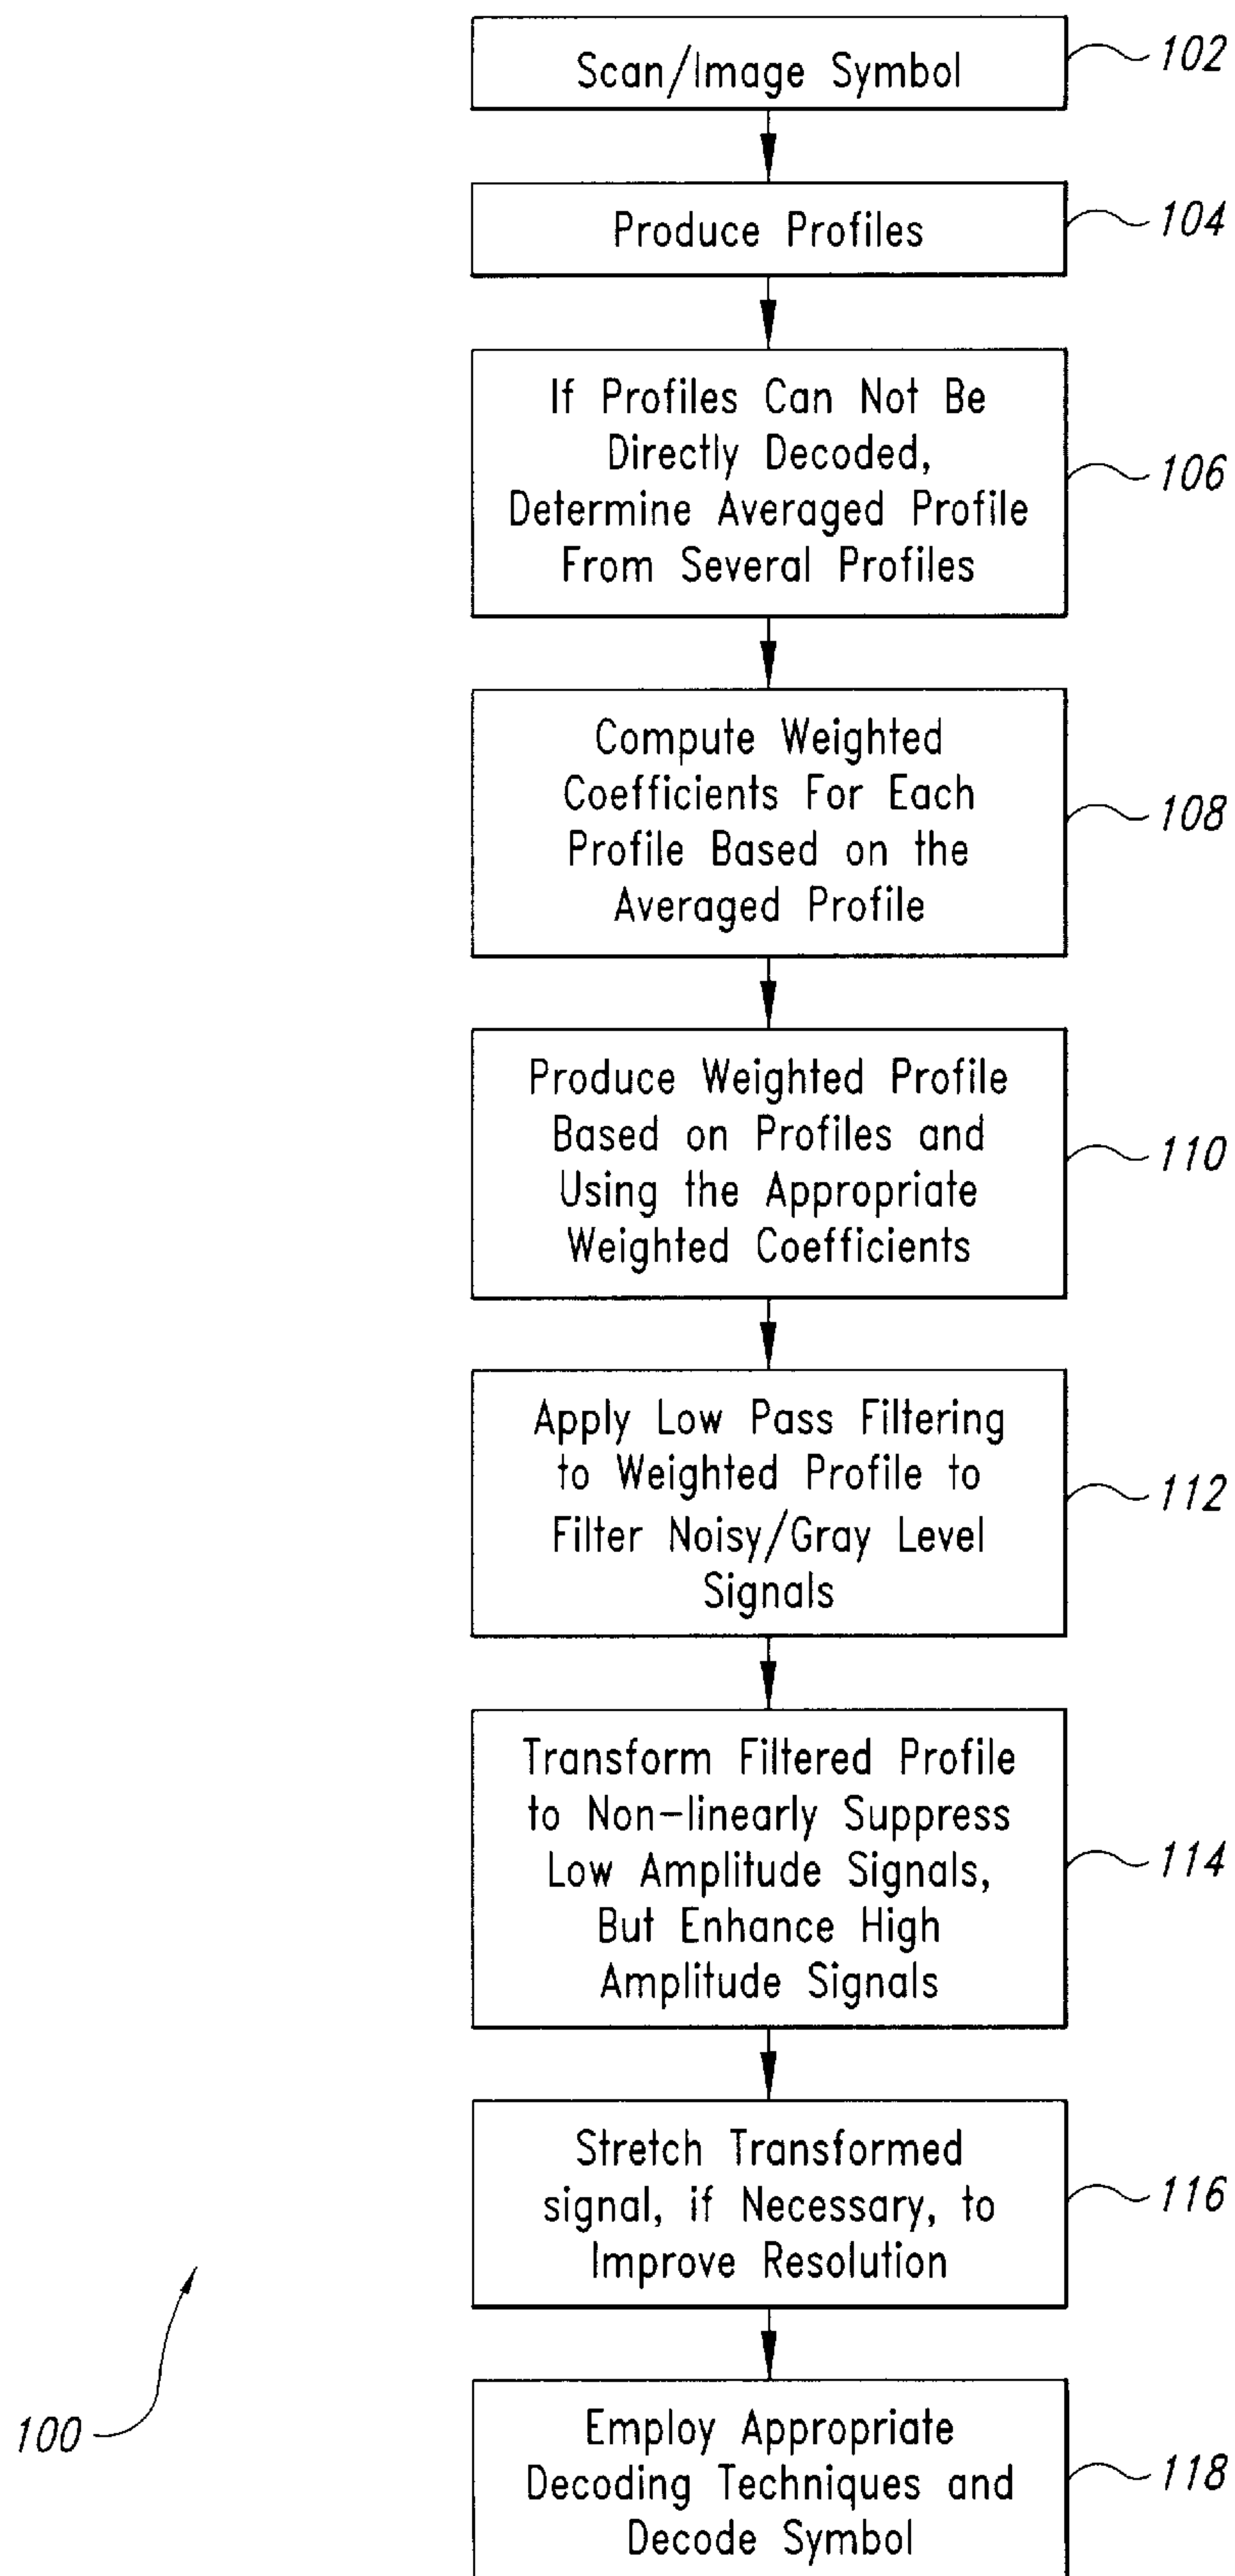 Scan/Image Symbol
102
Produce Profiles
104
If Profiles Can Not Be
Directly Decoded,
Determine Averaged Profile
From Several Profiles
106
Compute Weighted
Coefficients For Each
Profile Based on the
Averaged Profile
108
Produce Weighted Profile
Based on Profiles and
Using the Appropriate
Weighted Coefficients
110
Apply Low Pass Filtering
to Weighted Profile to
Filter Noisy/Gray Level
Signals
112
Transform Filtered Profile
to Non-linearly Suppress
Low Amplitude Signals,
But Enhance High
Amplitude Signals
114
Stretch Transformed
signal, if Necessary, to
Improve Resolution
116
100
Employ Appropriate
Decoding Techniques and
Decode Symbol
118